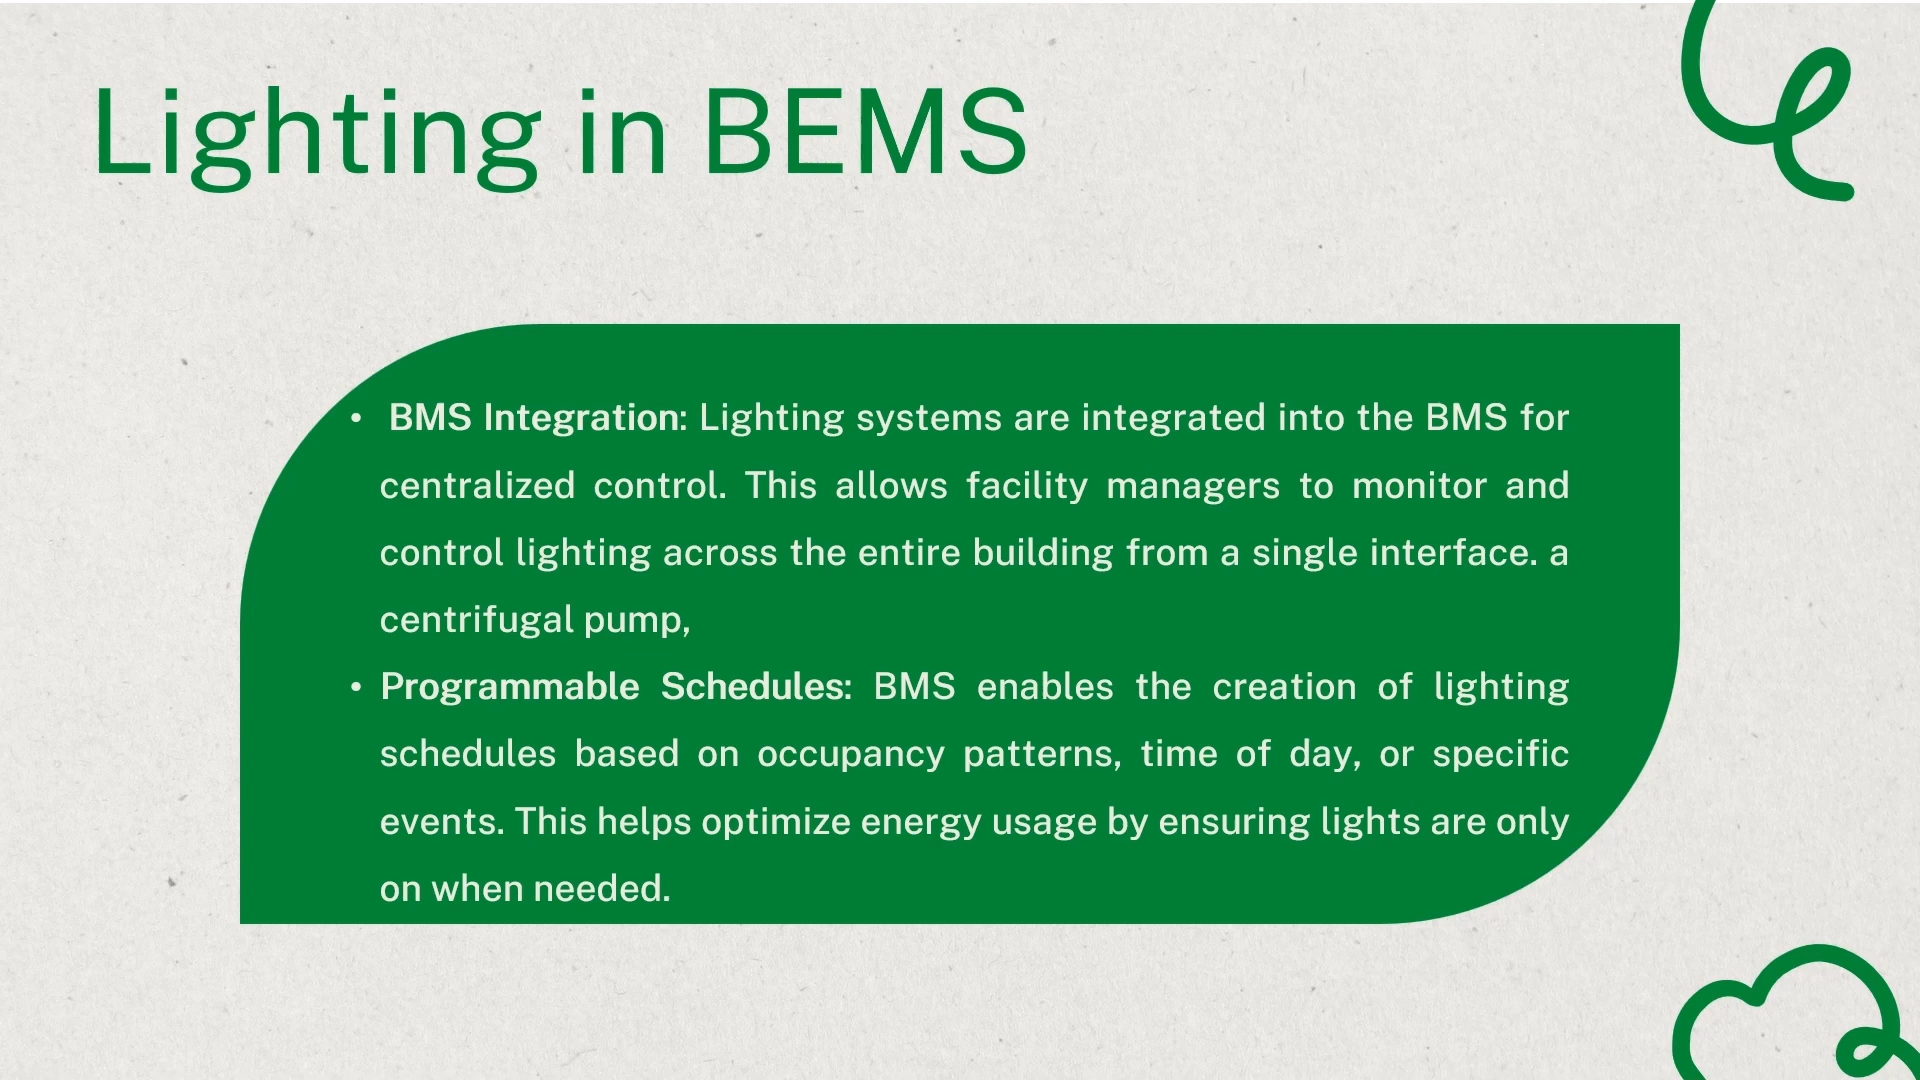 Lighting in BEMS
• BMS Integration: Lighting systems are integrated into the BMS for
centralized control. This allows facility managers to monitor and
control lighting across the entire building from a single interface. a
centrifugal pump,
• Programmable Schedules: BMS enables the creation of lighting
schedules based on occupancy patterns, time of day, or specific
events. This helps optimize energy usage by ensuring lights are only
on when needed.